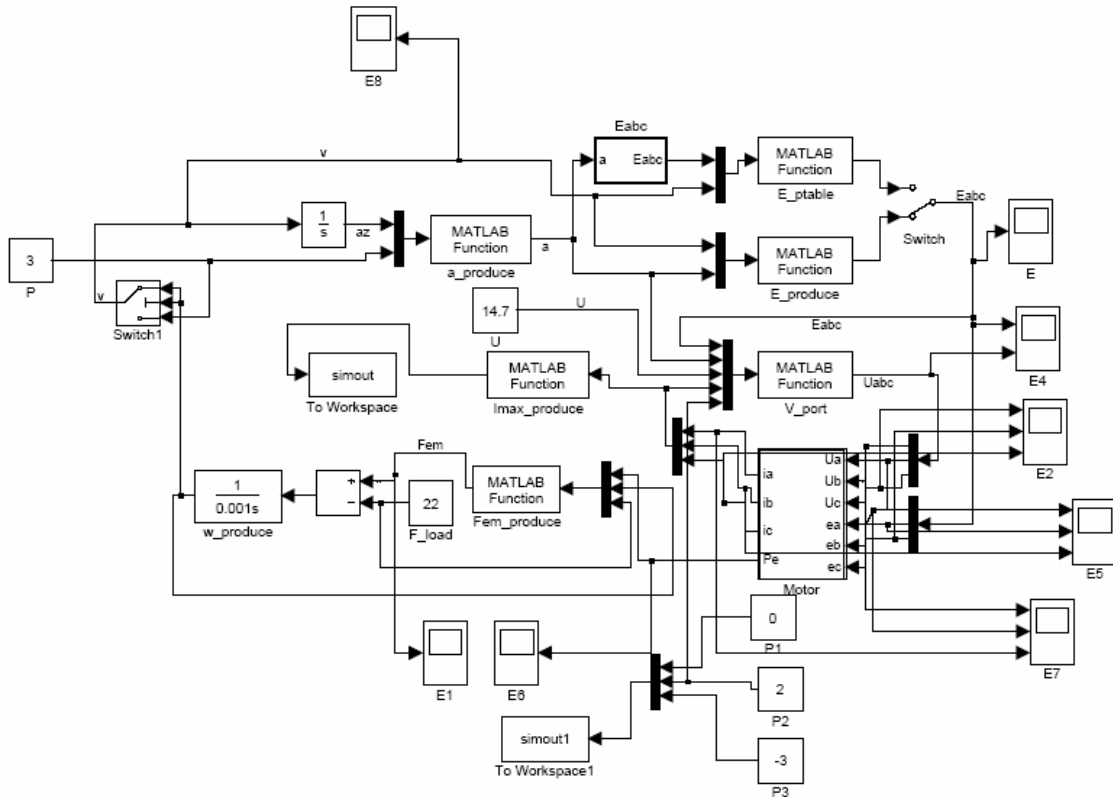 E8
Eabc
v
a Eabc
MATLAB
Function
E_ptable
Eabc
1
s
az
MATLAB
Function
a_produce
a
Switch
3
P
MATLAB
Function
E_produce
E
v
Switch1
14.7
U
U
Eabc
simout
To Workspace
MATLAB
Function
Imax_produce
MATLAB
Function
V_port
Uabc
E4
E2
Fem
1
0.001s
w_produce
+
−
22
F_load
MATLAB
Function
Fem_produce
ia
ib
ic
Pe
Ua
Ub
Uc
ea
eb
ec
Motor
E5
0
P1
E7
E1
E6
2
P2
simout1
To Workspace1
-3
P3